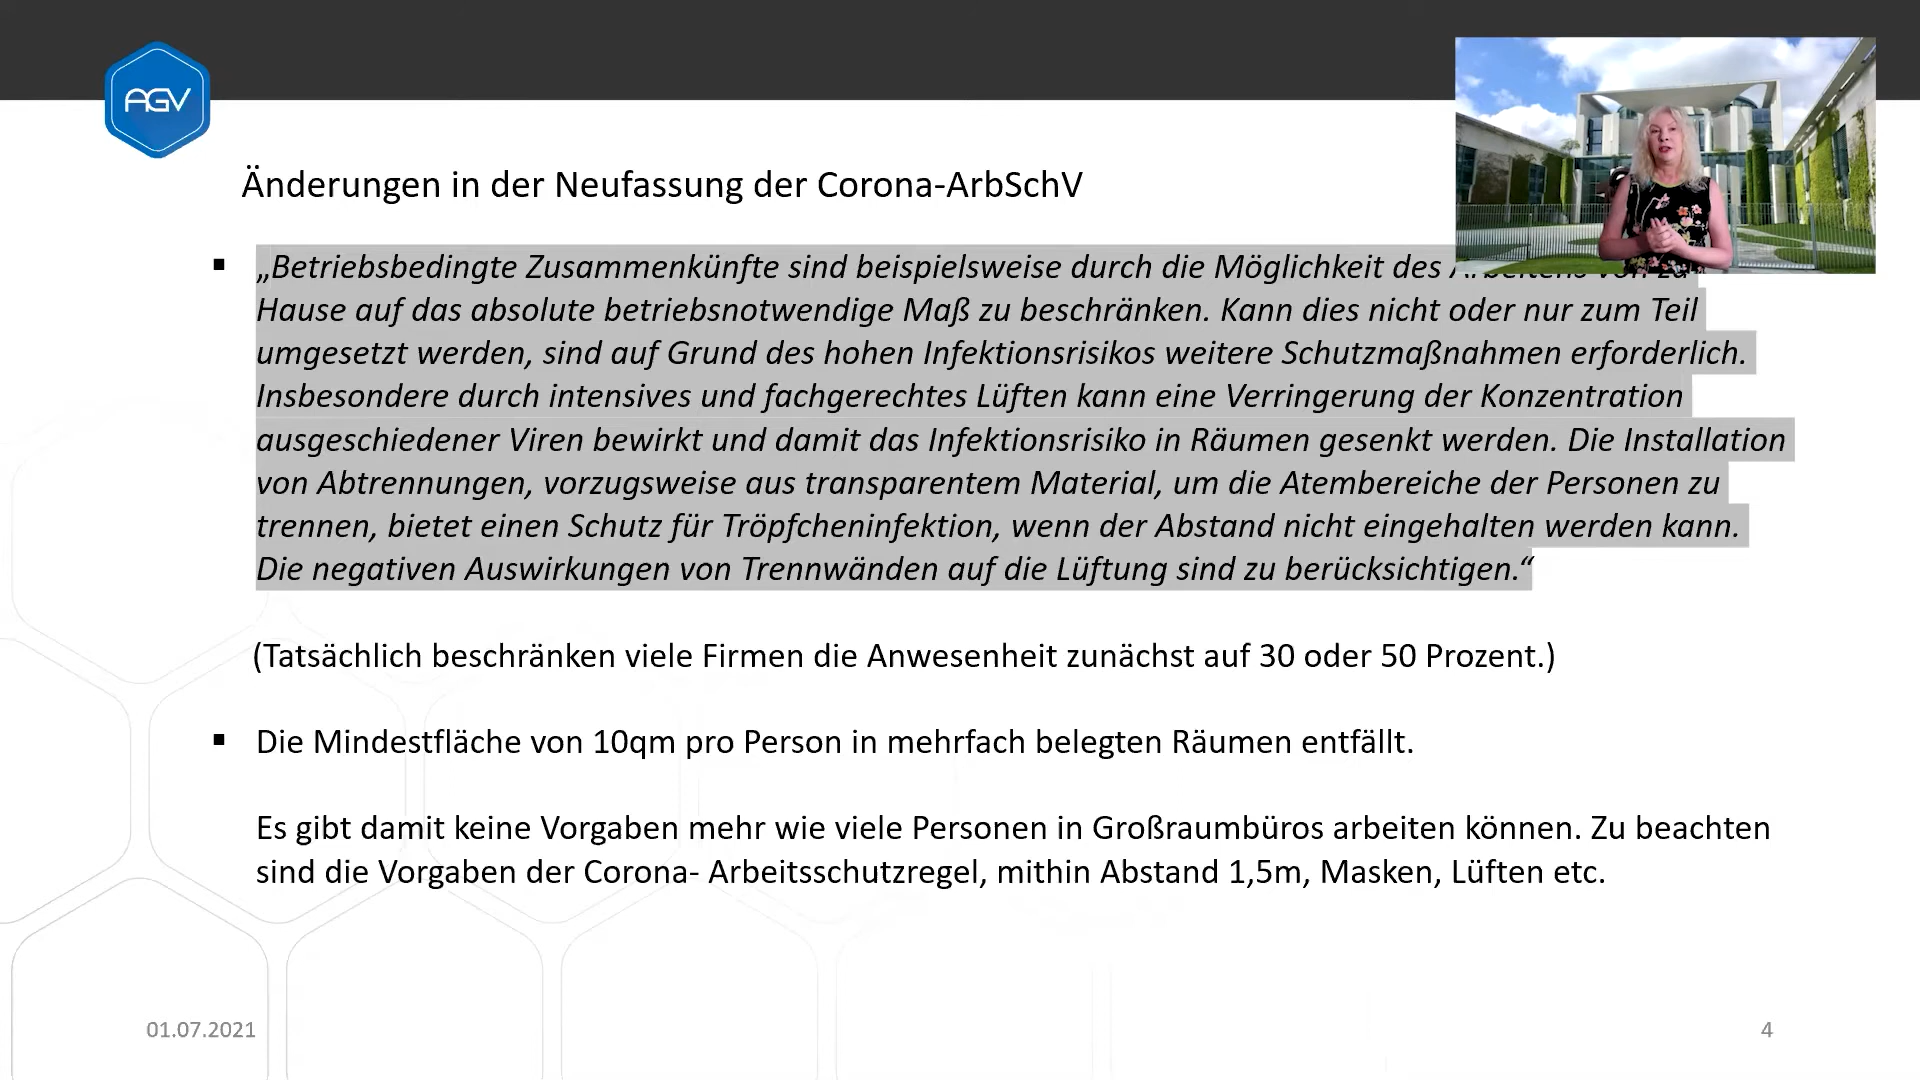 AGV
Änderungen in der Neufassung der Corona-ArbSchV
▪ „Betriebsbedingte Zusammenkünfte sind beispielsweise durch die Möglichkeit des Arbeitens von zu
Hause auf das absolute betriebsnotwendige Maß zu beschränken. Kann dies nicht oder nur zum Teil
umgesetzt werden, sind auf Grund des hohen Infektionsrisikos weitere Schutzmaßnahmen erforderlich.
Insbesondere durch intensives und fachgerechtes Lüften kann eine Verringerung der Konzentration
ausgeschiedener Viren bewirkt und damit das Infektionsrisiko in Räumen gesenkt werden. Die Installation
von Abtrennungen, vorzugsweise aus transparentem Material, um die Atembereiche der Personen zu
trennen, bietet einen Schutz für Tröpfcheninfektion, wenn der Abstand nicht eingehalten werden kann.
Die negativen Auswirkungen von Trennwänden auf die Lüftung sind zu berücksichtigen.“
(Tatsächlich beschränken viele Firmen die Anwesenheit zunächst auf 30 oder 50 Prozent.)
▪ Die Mindestfläche von 10qm pro Person in mehrfach belegten Räumen entfällt.
Es gibt damit keine Vorgaben mehr wie viele Personen in Großraumbüros arbeiten können. Zu beachten
sind die Vorgaben der Corona- Arbeitsschutzregel, mithin Abstand 1,5m, Masken, Lüften etc.
01.07.2021
4